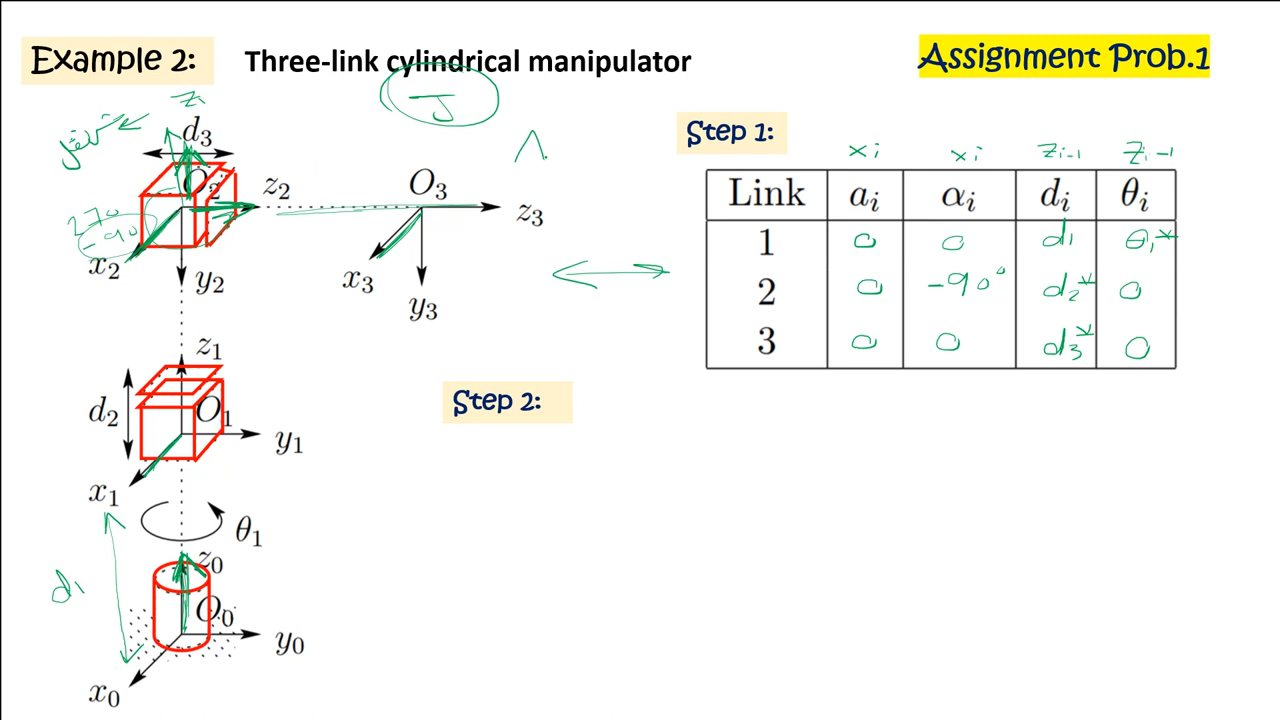 Example 2:
Three-link cylindrical manipulator
Assignment Prob.1
J
d₃
O₂
z₂
270
-90
x₂
y₂
O₃
z₃
x₃
y₃
z₁
d₂
O₁
y₁
x₁
θ₁
d₁
z₀
O₀
y₀
x₀
Step 1:
xᵢ xᵢ zᵢ₋₁ zᵢ₋₁
Link aᵢ αᵢ dᵢ θᵢ
1 0 0 d₁ θ₁*
2 0 -90° d₂* 0
3 0 0 d₃* 0
Step 2: